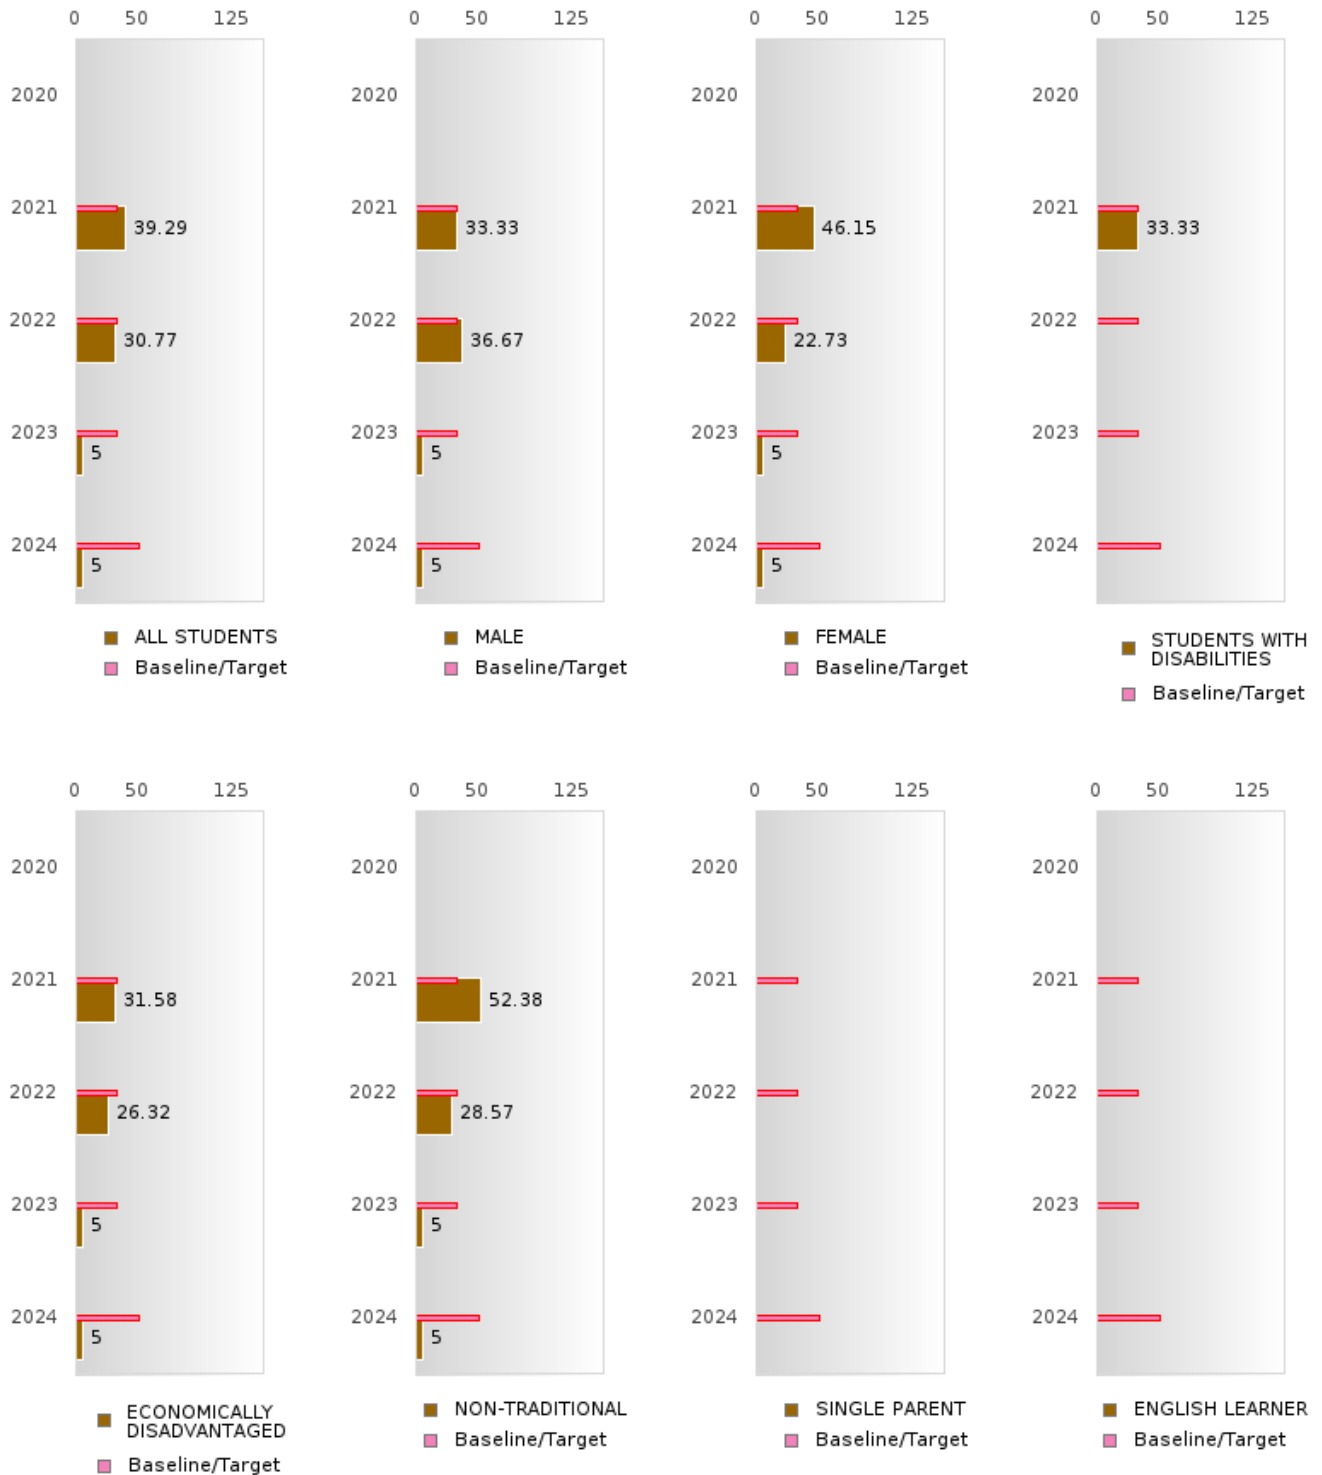 0 50 125
2020
2021
39.29
2022
30.77
2023
5
2024
5
ALL STUDENTS
Baseline/Target
0 50 125
2020
2021
33.33
2022
36.67
2023
5
2024
5
MALE
Baseline/Target
0 50 125
2020
2021
46.15
2022
22.73
2023
5
2024
5
FEMALE
Baseline/Target
0 50 125
2020
2021
33.33
2022
2023
2024
STUDENTS WITH
DISABILITIES
Baseline/Target
0 50 125
2020
2021
31.58
2022
26.32
2023
5
2024
5
ECONOMICALLY
DISADVANTAGED
Baseline/Target
0 50 125
2020
2021
52.38
2022
28.57
2023
5
2024
5
NON-TRADITIONAL
Baseline/Target
0 50 125
2020
2021
2022
2023
2024
SINGLE PARENT
Baseline/Target
0 50 125
2020
2021
2022
2023
2024
ENGLISH LEARNER
Baseline/Target